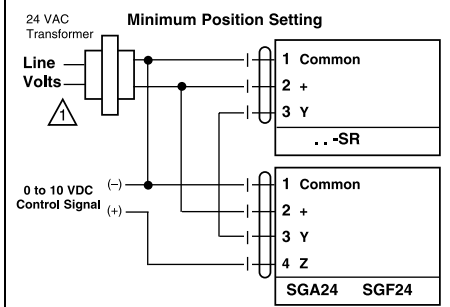 24 VAC
Transformer
Minimum Position Setting
Line
Volts
1
1 Common
2 +
3 Y
. . -SR
0 to 10 VDC
Control Signal
(–)
(+)
1 Common
2 +
3 Y
4 Z
SGA24 SGF24